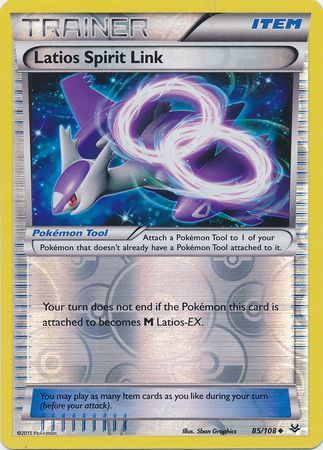 TRAINER ITEM
Latios Spirit Link
Pokémon Tool
Attach a Pokémon Tool to 1 of your
Pokémon that doesn't already have a Pokémon Tool attached to it.
Your turn does not end if the Pokémon this card is
attached to becomes M Latios-EX.
You may play as many Item cards as you like during your turn
(before your attack).
©2015 Pokémon Illus. 5ban Graphics 85/108